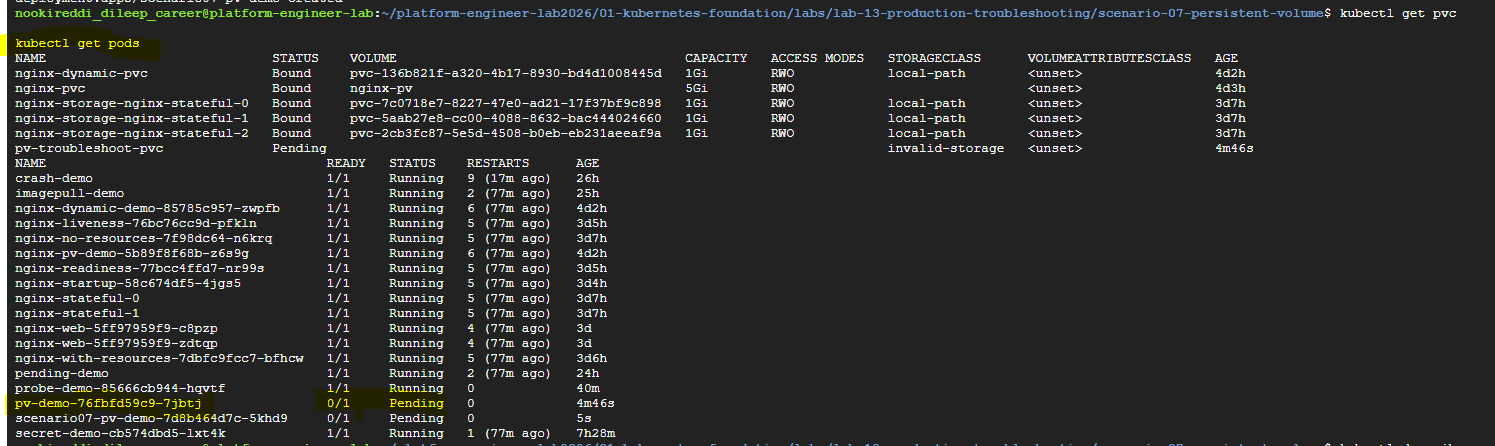 nookireddi_dileep_career@platform-engineer-lab:~/platform-engineer-lab2026/01-kubernetes-foundation/labs/lab-13-production-troubleshooting/scenario-07-persistent-volume$ kubectl get pvc
kubectl get pods
NAME STATUS VOLUME CAPACITY ACCESS MODES STORAGECLASS VOLUMEATTRIBUTESCLASS AGE
nginx-dynamic-pvc Bound pvc-136b821f-a320-4b17-8930-bd4d1008445d 1Gi RWO local-path <unset> 4d2h
nginx-pvc Bound nginx-pv 5Gi RWO <unset> 4d3h
nginx-storage-nginx-stateful-0 Bound pvc-7c0718e7-8227-47e0-ad21-17f37bf9c898 1Gi RWO local-path <unset> 3d7h
nginx-storage-nginx-stateful-1 Bound pvc-5aab27e8-cc00-4088-8632-bac444024660 1Gi RWO local-path <unset> 3d7h
nginx-storage-nginx-stateful-2 Bound pvc-2cb3fc87-5e5d-4508-b0eb-eb231aeeaf9a 1Gi RWO local-path <unset> 3d7h
pv-troubleshoot-pvc Pending invalid-storage <unset> 4m46s
NAME READY STATUS RESTARTS AGE
crash-demo 1/1 Running 9 (17m ago) 26h
imagepull-demo 1/1 Running 2 (77m ago) 25h
nginx-dynamic-demo-85785c957-zwpfb 1/1 Running 6 (77m ago) 4d2h
nginx-liveness-76bc76cc9d-pfkln 1/1 Running 5 (77m ago) 3d5h
nginx-no-resources-7f98dc64-n6krq 1/1 Running 5 (77m ago) 3d7h
nginx-pv-demo-5b89f8f68b-z6s9g 1/1 Running 6 (77m ago) 4d2h
nginx-readiness-77bcc4ffd7-nr99s 1/1 Running 5 (77m ago) 3d5h
nginx-startup-58c674df5-4jgs5 1/1 Running 5 (77m ago) 3d4h
nginx-stateful-0 1/1 Running 5 (77m ago) 3d7h
nginx-stateful-1 1/1 Running 5 (77m ago) 3d7h
nginx-web-5ff97959f9-c8pzp 1/1 Running 4 (77m ago) 3d
nginx-web-5ff97959f9-zdtqp 1/1 Running 4 (77m ago) 3d
nginx-with-resources-7dbfc9fcc7-bfhcw 1/1 Running 5 (77m ago) 3d6h
pending-demo 1/1 Running 2 (77m ago) 24h
probe-demo-85666cb944-hqvtf 1/1 Running 0 40m
pv-demo-76fbfd59c9-7jbtj 0/1 Pending 0 4m46s
scenario07-pv-demo-7d8b464d7c-5khd9 0/1 Pending 0 5s
secret-demo-cb574dbd5-lxt4k 1/1 Running 1 (77m ago) 7h28m